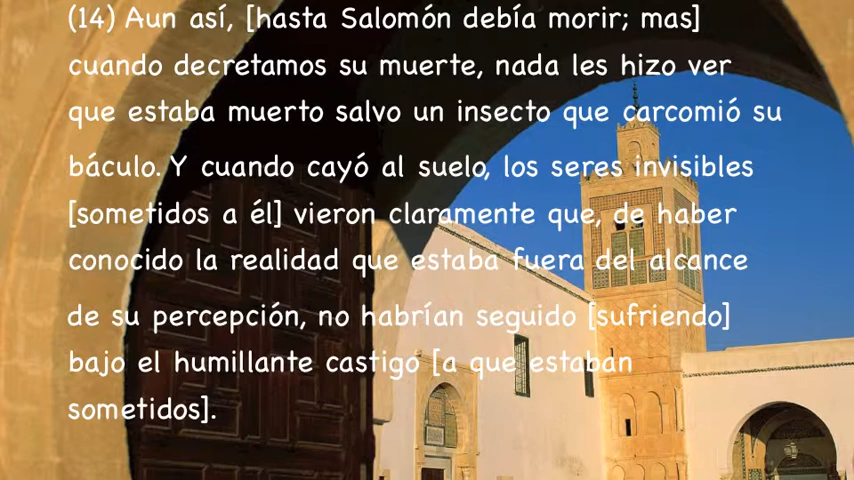 (14) Aun así, [hasta Salomón debía morir; mas]
cuando decretamos su muerte, nada les hizo ver
que estaba muerto salvo un insecto que carcomió su
báculo. Y cuando cayó al suelo, los seres invisibles
[sometidos a él] vieron claramente que, de haber
conocido la realidad que estaba fuera del alcance
de su percepción, no habrían seguido [sufriendo]
bajo el humillante castigo [a que estaban
sometidos].